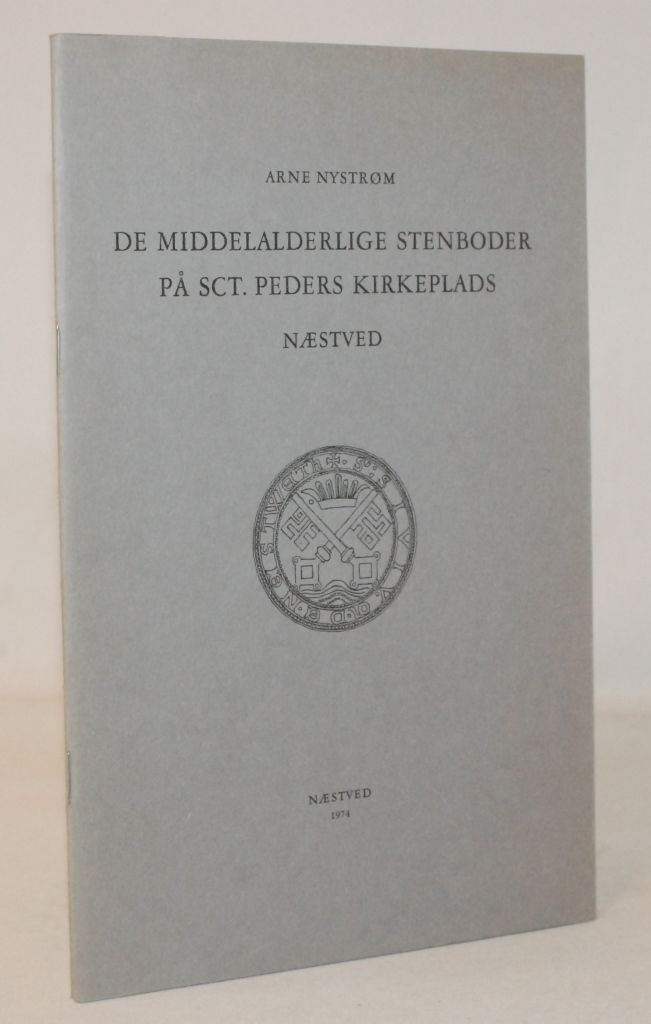 ARNE NYSTRØM
DE MIDDELALDERLIGE STENBODER
PÅ SCT. PEDERS KIRKEPLADS
NÆSTVED
NÆSTVED
1974